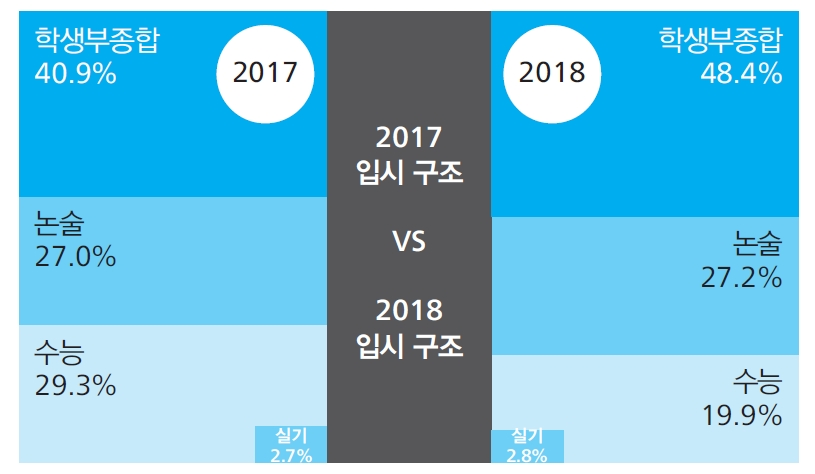 학생부종합
40.9%
2017
논술
27.0%
수능
29.3%
실기
2.7%
2017
입시 구조
VS
2018
입시 구조
2018
학생부종합
48.4%
논술
27.2%
수능
19.9%
실기
2.8%